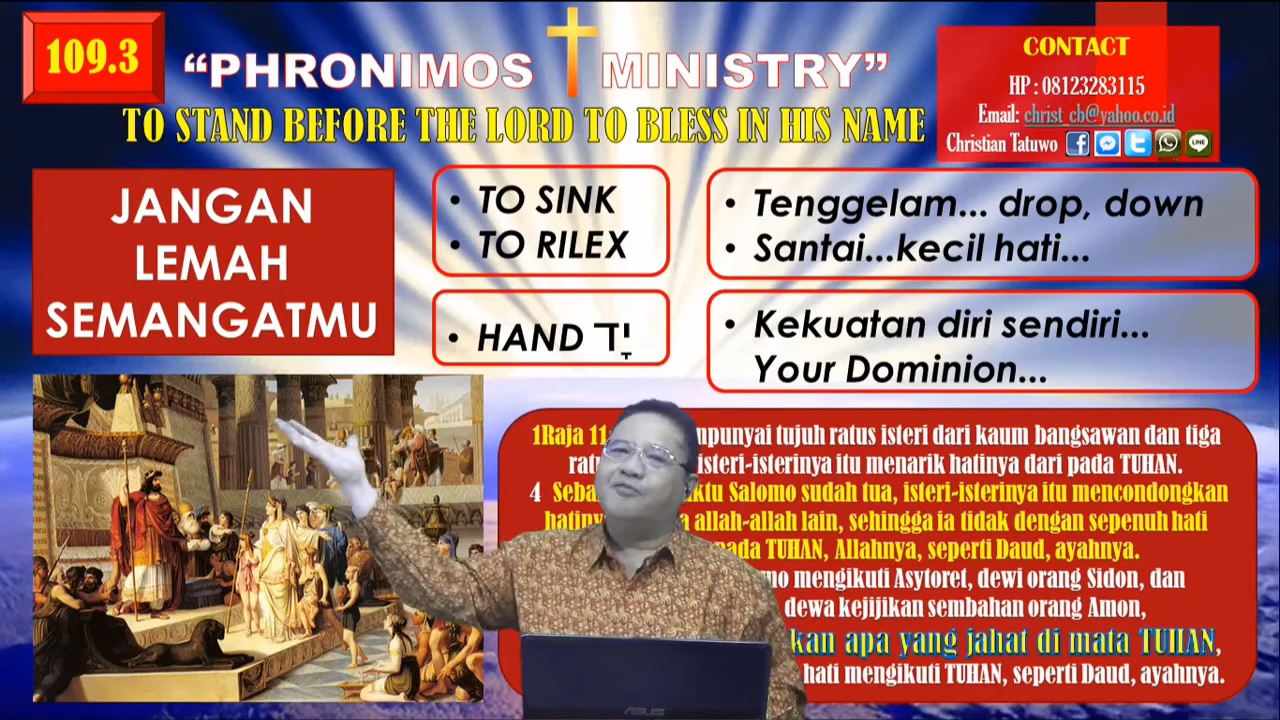 109.3
“PHRONIMOS MINISTRY”
TO STAND BEFORE THE LORD TO BLESS IN HIS NAME
CONTACT
HP : 08123283115
Email: christ_cb@yahoo.co.id
Christian Tatuwo
JANGAN
LEMAH
SEMANGATMU
• TO SINK
• TO RILEX
• Tenggelam... drop, down
• Santai...kecil hati...
• HAND יָד
• Kekuatan diri sendiri...
Your Dominion...
1Raja 11 isteri dari kaum bangsawan dan tiga
isteri-isterinya itu menarik hatinya dari pada TUHAN.
4 Salomo sudah tua, isteri-isterinya itu mencondongkan
allah-allah lain, sehingga ia tidak dengan sepenuh hati
TUHAN, Allahnya, seperti Daud, ayahnya.
mengikuti Asytoret, dewi orang Sidon, dan
dewa kejijikan sembahan orang Amon,
apa yang jahat di mata TUHAN,
hati mengikuti TUHAN, seperti Daud, ayahnya.
ASUS